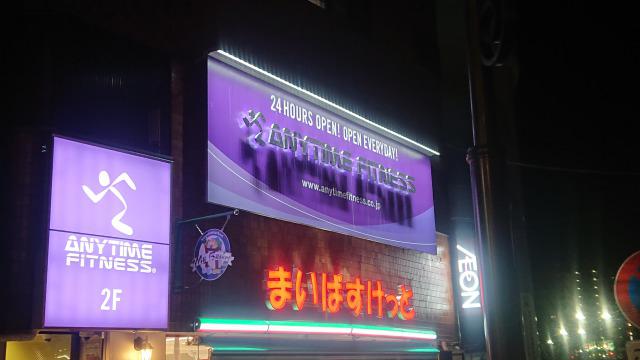 24 HOURS OPEN! OPEN EVERYDAY!
ANYTIME FITNESS
www.anytimefitness.co.jp
ANYTIME
FITNESS®
2F
まいばすけっと
ÆON